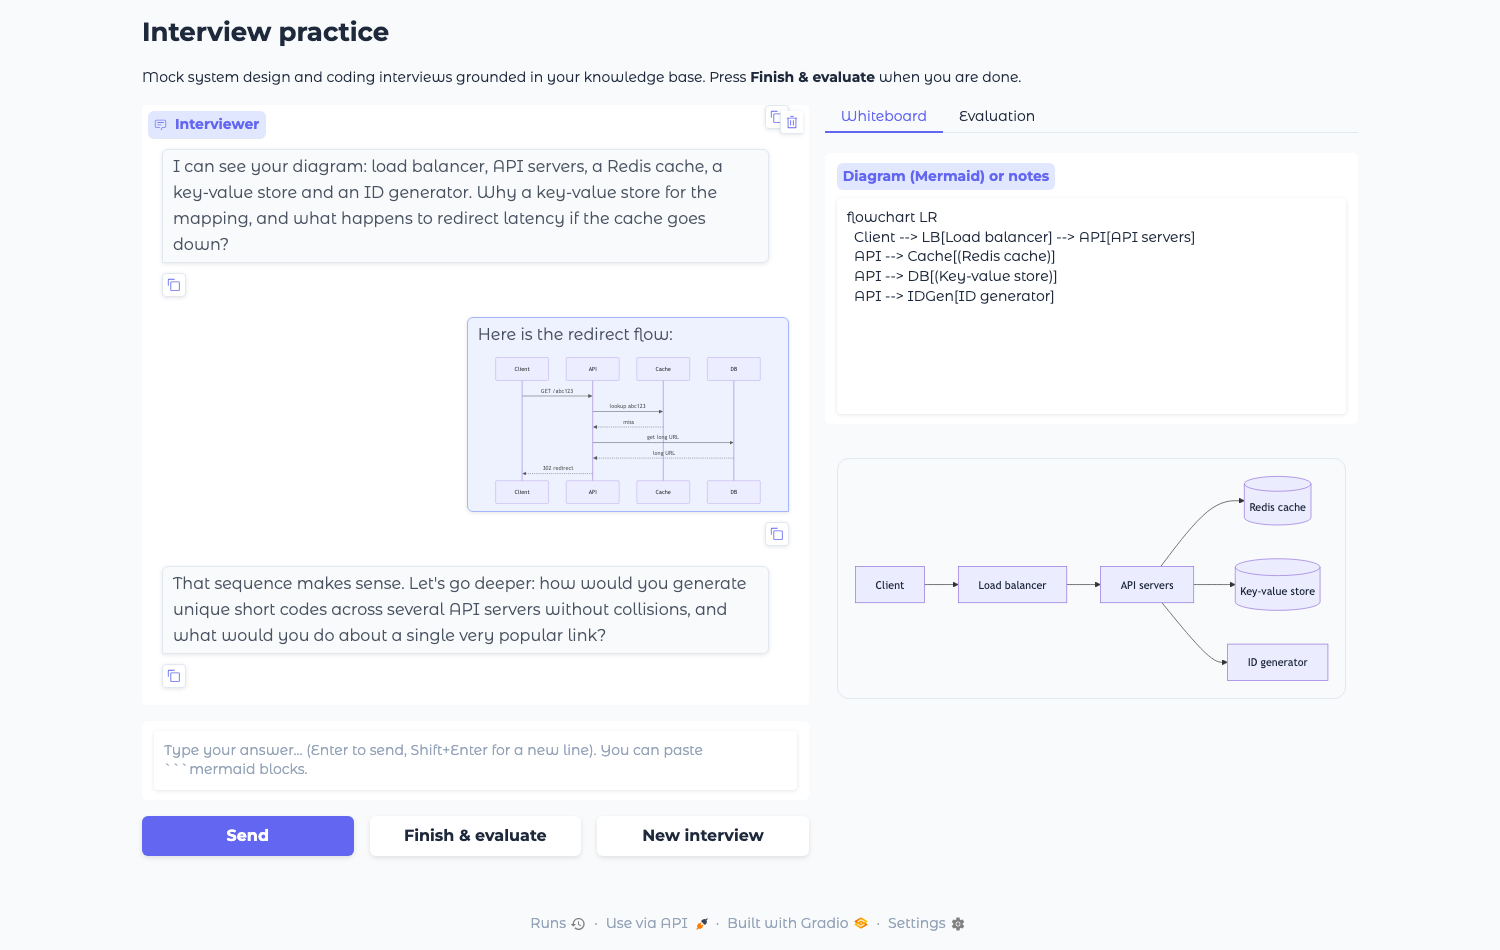 Interview practice
Mock system design and coding interviews grounded in your knowledge base. Press Finish & evaluate when you are done.
Interviewer
I can see your diagram: load balancer, API servers, a Redis cache, a
key-value store and an ID generator. Why a key-value store for the
mapping, and what happens to redirect latency if the cache goes
down?
Here is the redirect flow:
Client API Cache DB
GET /abc123
lookup abc123
miss
get long URL
long URL
302 redirect
Client API Cache DB
That sequence makes sense. Let's go deeper: how would you generate
unique short codes across several API servers without collisions, and
what would you do about a single very popular link?
Type your answer... (Enter to send, Shift+Enter for a new line). You can paste
```mermaid blocks.
Send Finish & evaluate New interview
Whiteboard Evaluation
Diagram (Mermaid) or notes
flowchart LR
  Client --> LB[Load balancer] --> API[API servers]
  API --> Cache[(Redis cache)]
  API --> DB[(Key-value store)]
  API --> IDGen[ID generator]
Redis cache
Client Load balancer API servers Key-value store
ID generator
Runs · Use via API · Built with Gradio · Settings